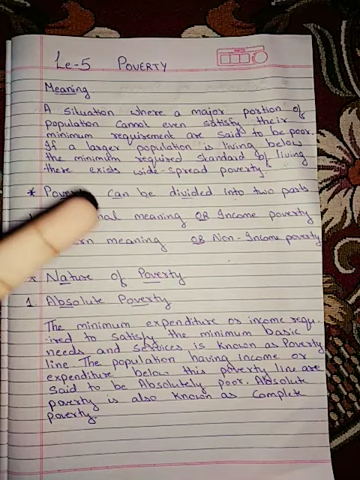 Le-5 POVERTY
Meaning
A situation where a major portion of
population cannot even satisfy their
minimum requirement are said to be poor.
If a larger population is living below
the minimum required standard of living
there exists wide-spread poverty.
* Pove can be divided into two parts
nal meaning OR Income poverty
rn meaning OR Non-Income poverty
* Nature of Poverty
1 Absolute Poverty
The minimum expenditure or income requ-
ired to satisfy the minimum basic
needs and services is known as Poverty
line. The population having income or
expenditure below this poverty line are
said to be Absolutely poor. Absolute
poverty is also known as complete
poverty.